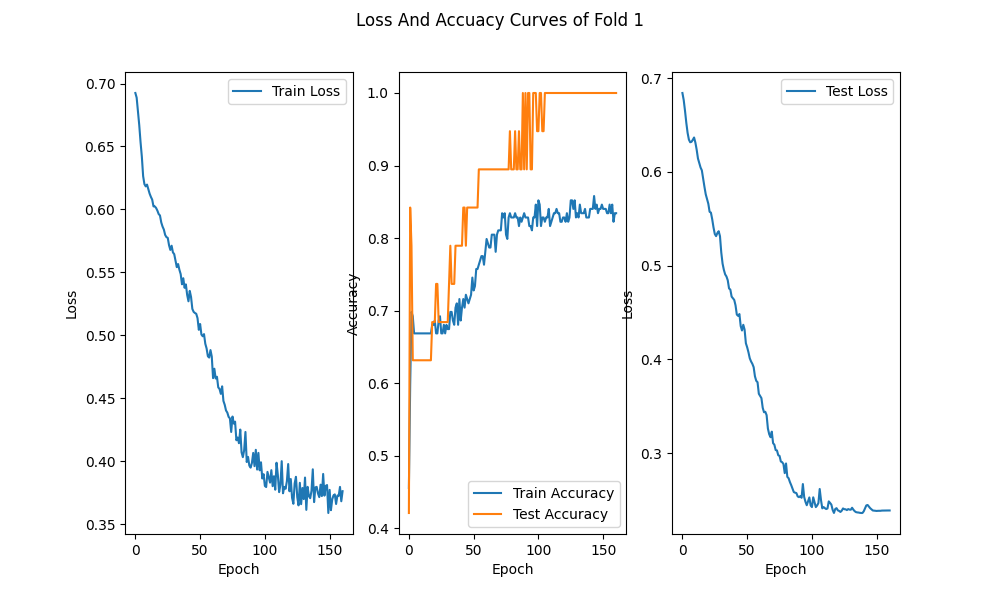 Loss And Accuacy Curves of Fold 1
Train Loss
0.70
0.65
0.60
0.55
0.50
0.45
0.40
0.35
Loss
0
50
100
150
Epoch
1.0
0.9
0.8
0.7
0.6
0.5
0.4
Accuracy
Train Accuracy
Test Accuracy
0
50
100
150
Epoch
Test Loss
0.7
0.6
0.5
0.4
0.3
Loss
0
50
100
150
Epoch